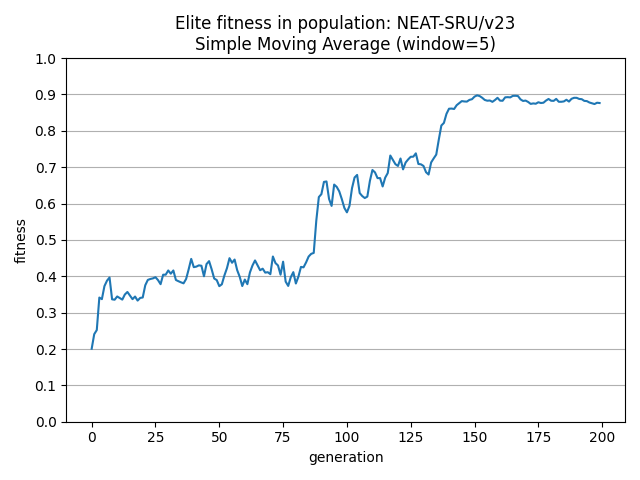 Elite fitness in population: NEAT-SRU/v23
Simple Moving Average (window=5)
1.0
0.9
0.8
0.7
0.6
0.5
0.4
0.3
0.2
0.1
0.0
fitness
0 25 50 75 100 125 150 175 200
generation